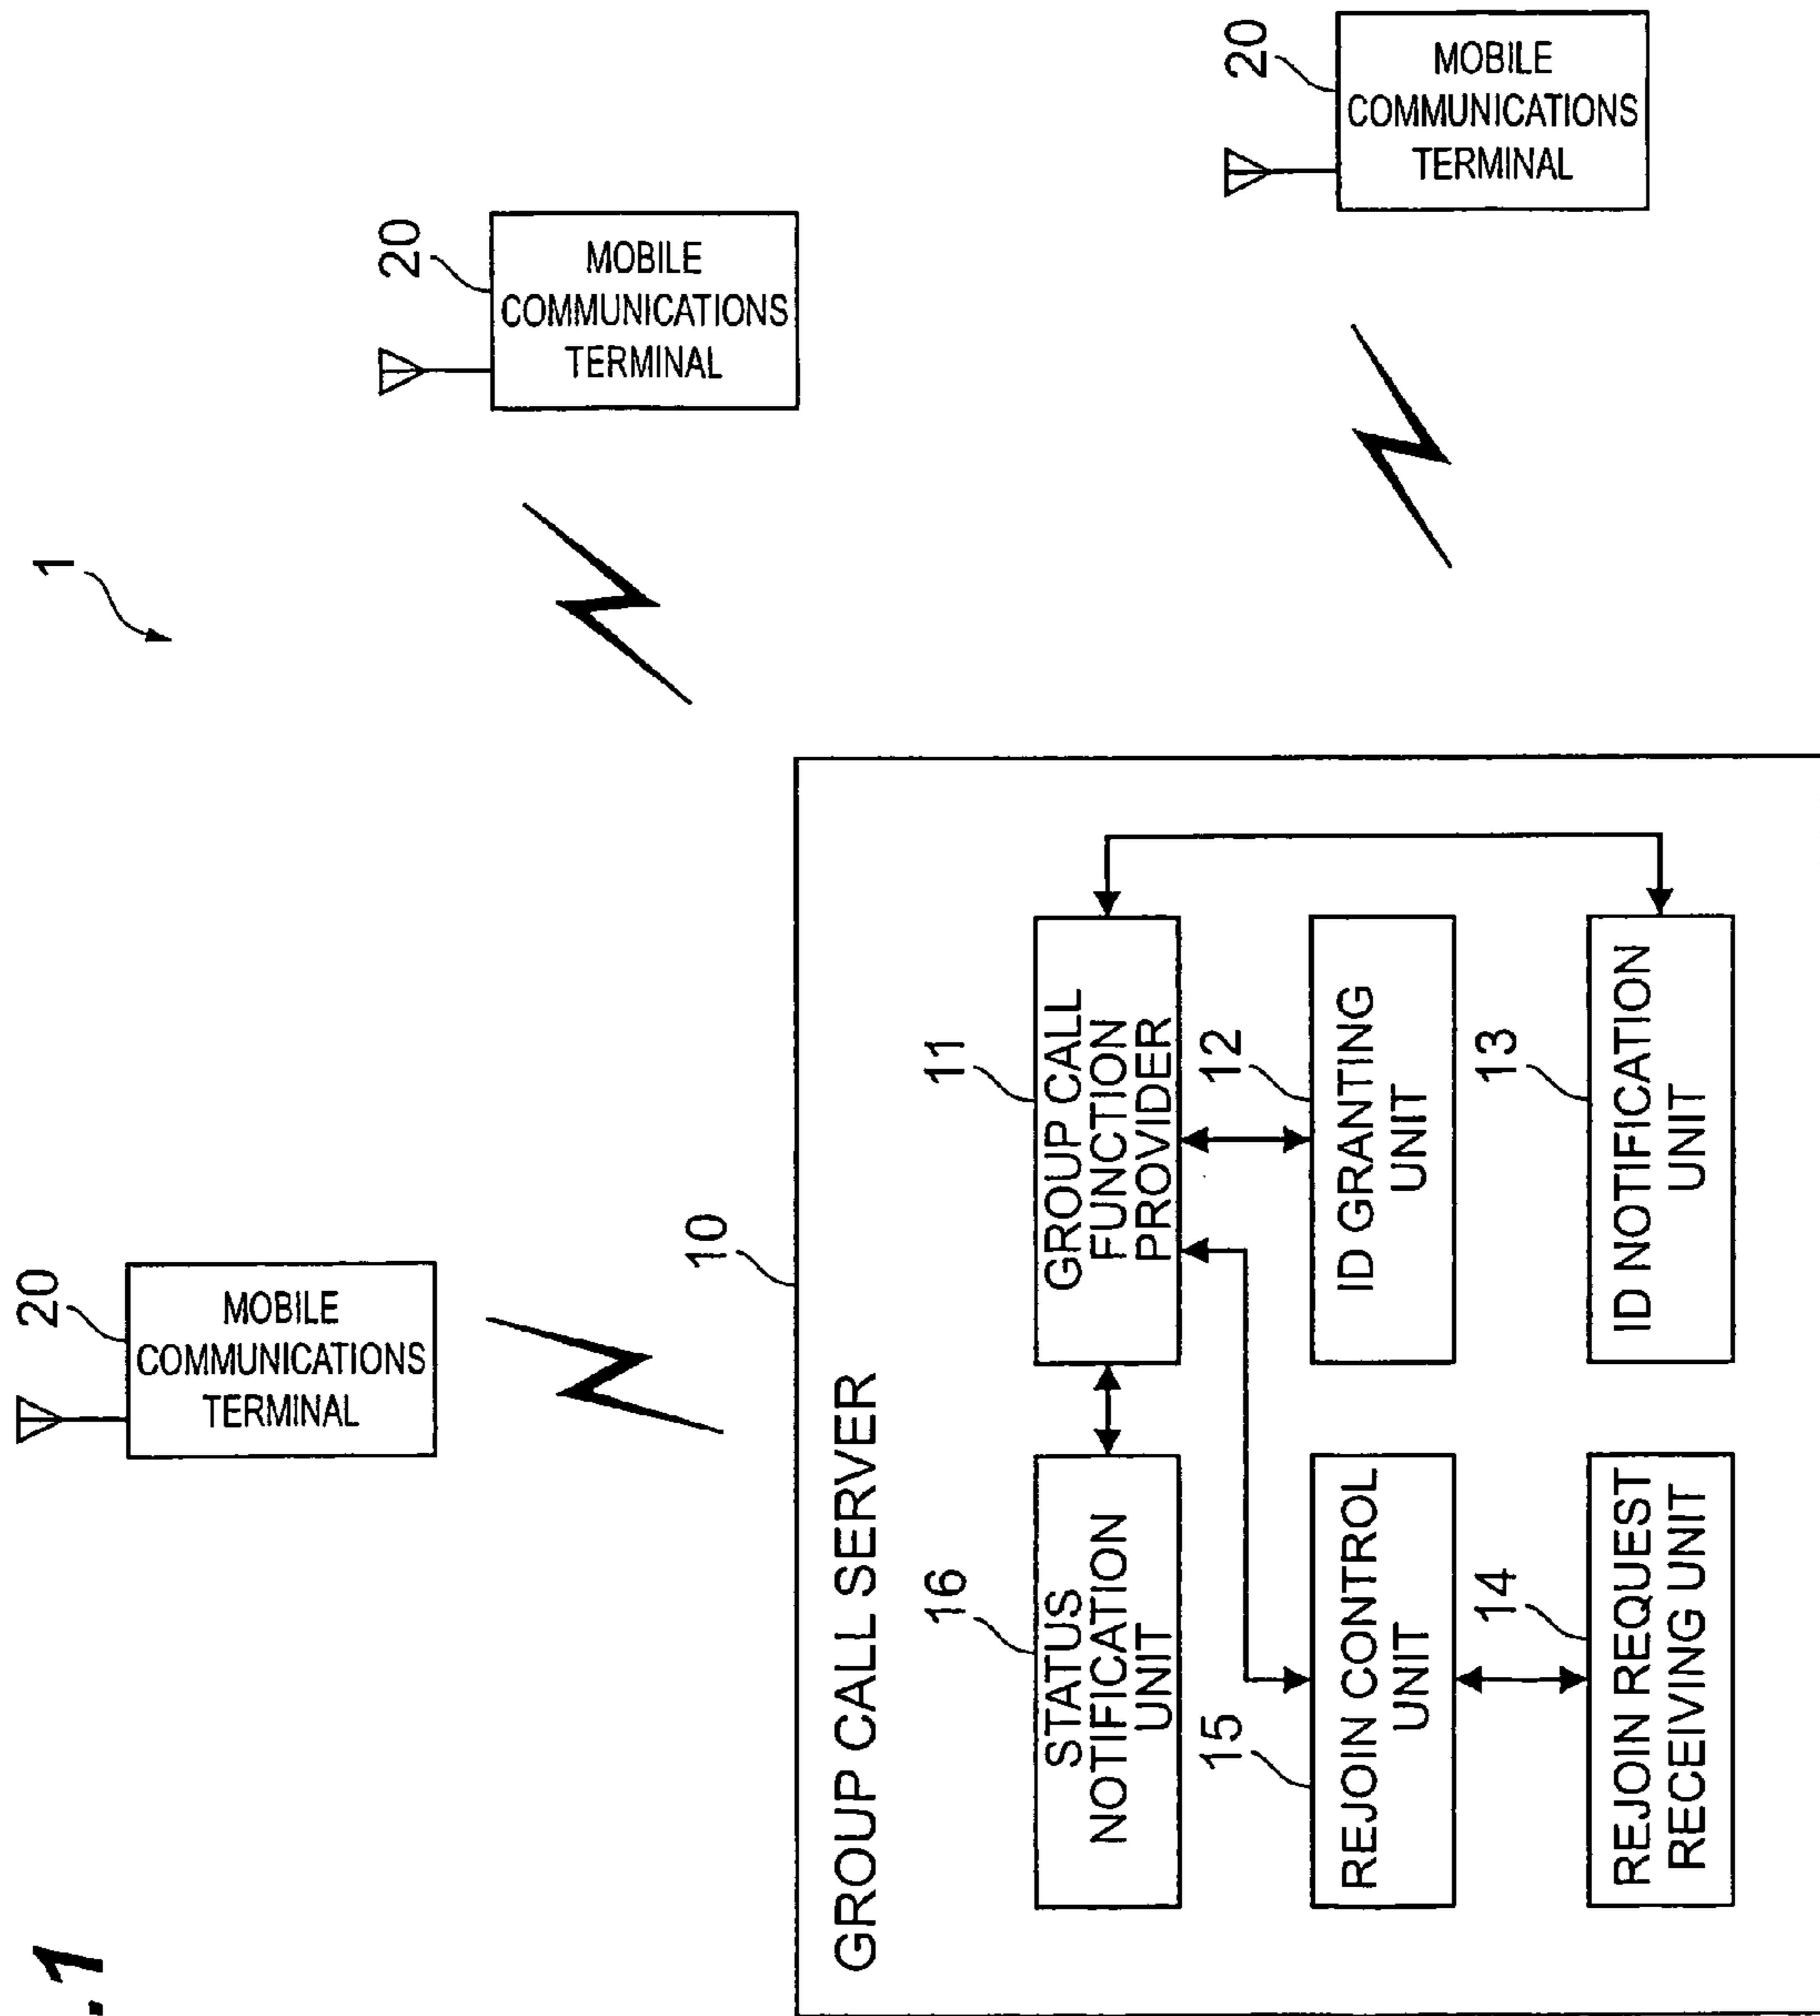 .1
1
20
MOBILE
COMMUNICATIONS
TERMINAL
20
MOBILE
COMMUNICATIONS
TERMINAL
20
MOBILE
COMMUNICATIONS
TERMINAL
10
GROUP CALL SERVER
16
STATUS
NOTIFICATION
UNIT
11
GROUP CALL
FUNCTION
PROVIDER
15
REJOIN CONTROL
UNIT
12
ID GRANTING
UNIT
14
REJOIN REQUEST
RECEIVING UNIT
13
ID NOTIFICATION
UNIT